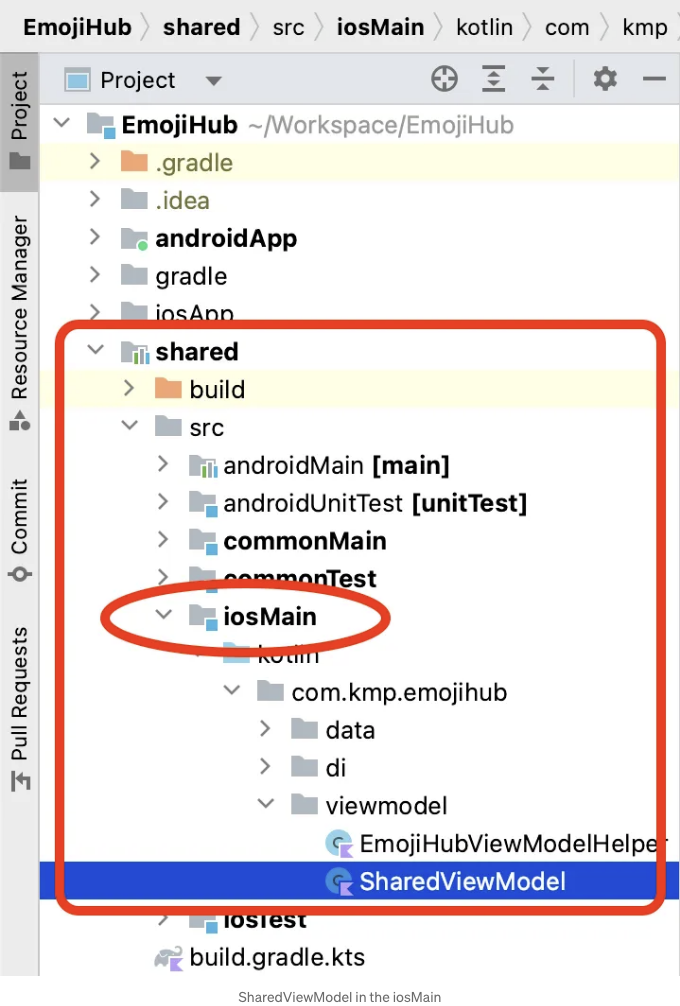 EmojiHub shared src iosMain kotlin com kmp
Project
Project
Resource Manager
Commit
Pull Requests
EmojiHub ~/Workspace/EmojiHub
.gradle
.idea
androidApp
gradle
iosApp
shared
build
src
androidMain [main]
androidUnitTest [unitTest]
commonMain
commonTest
iosMain
kotlin
com.kmp.emojihub
data
di
viewmodel
EmojiHubViewModelHelper
SharedViewModel
iosTest
build.gradle.kts
SharedViewModel in the iosMain